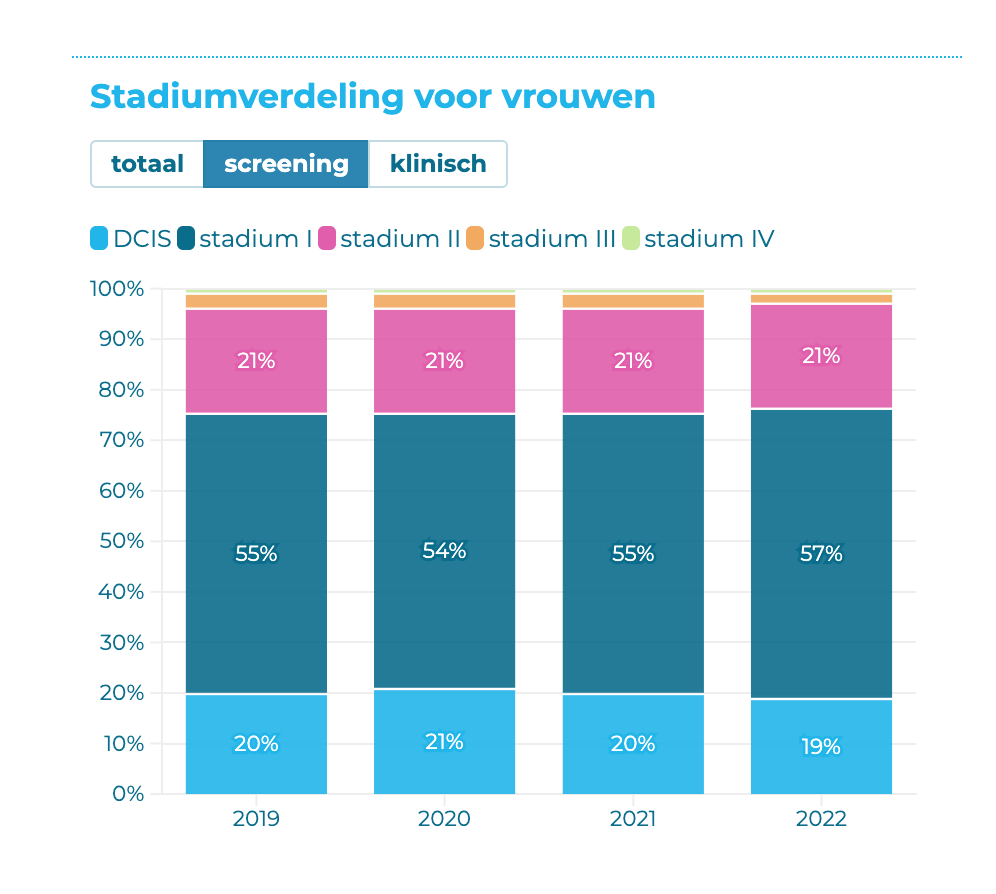 Stadiumverdeling voor vrouwen
totaal screening klinisch
DCIS stadium I stadium II stadium III stadium IV
100%
90%
21% 21% 21% 21%
80%
70%
60%
50%
55% 54% 55% 57%
40%
30%
20%
10%
20% 21% 20% 19%
0%
2019 2020 2021 2022